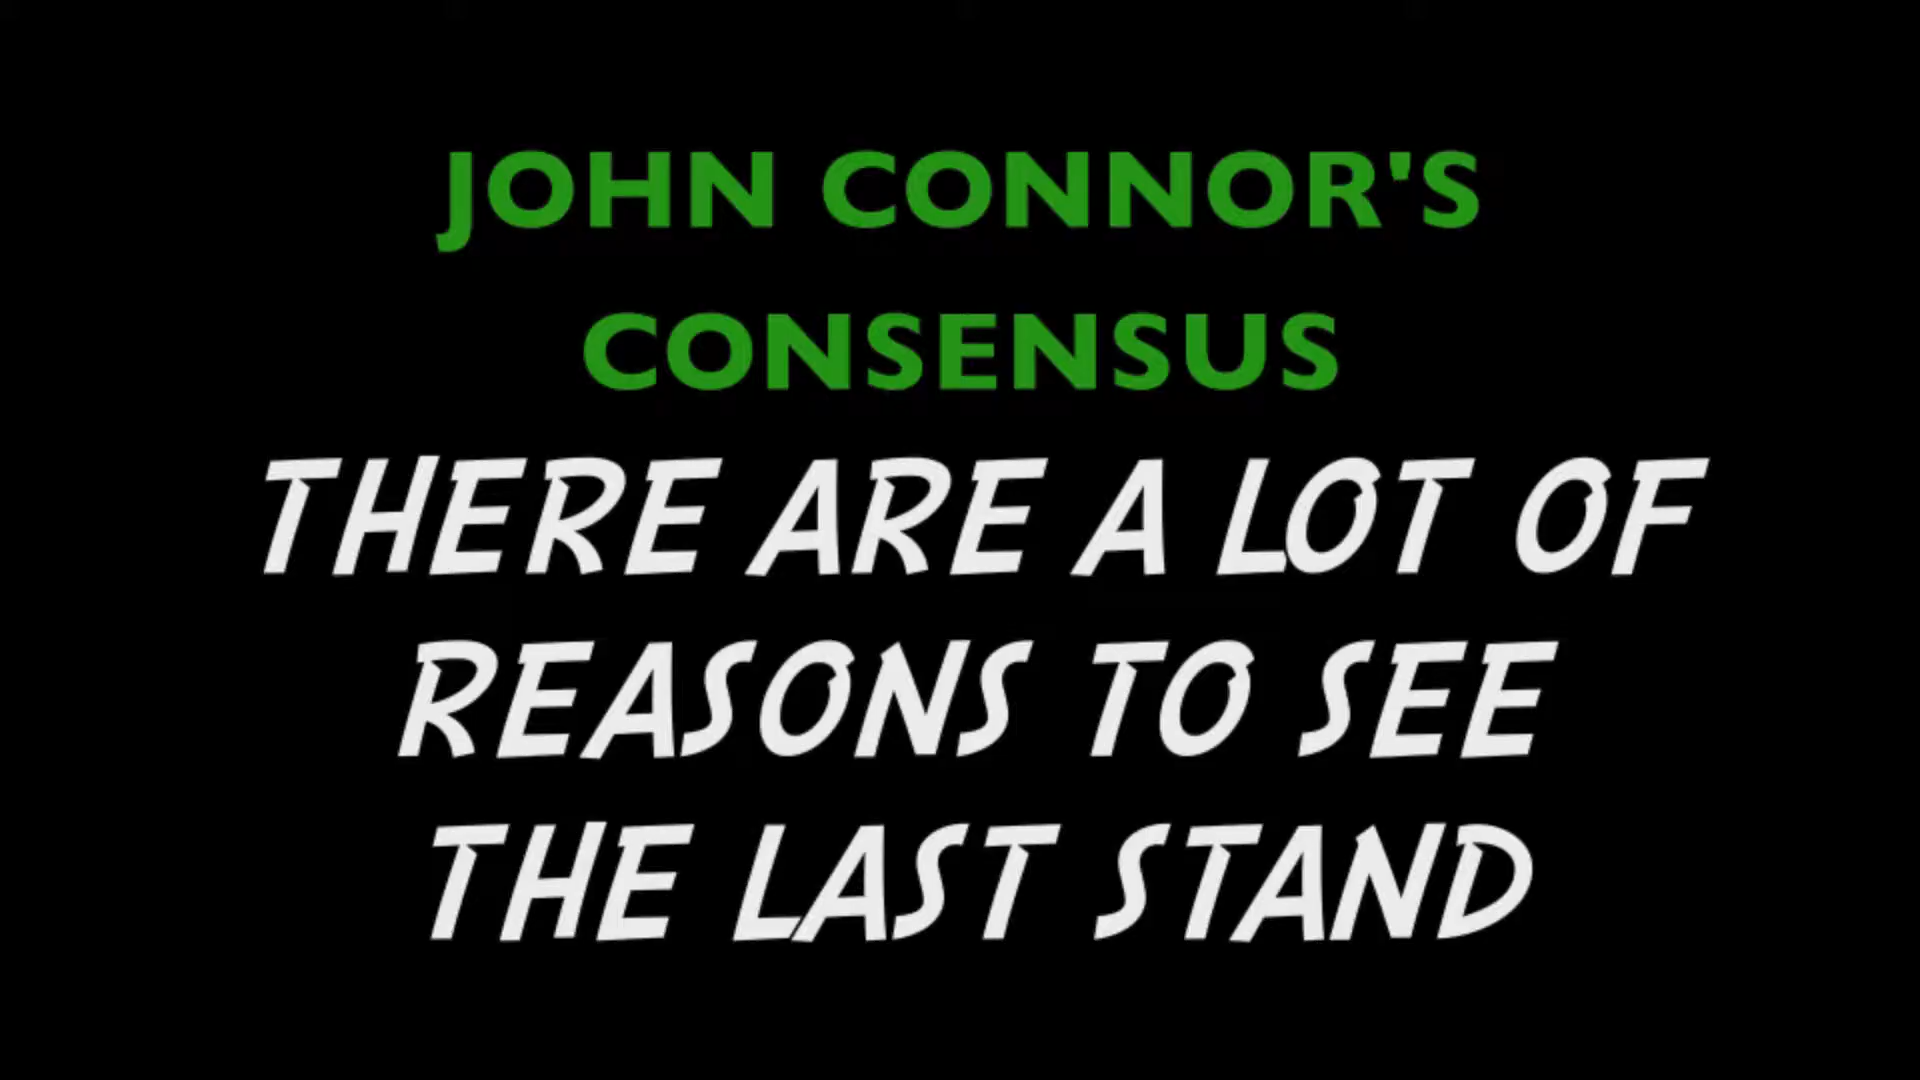 JOHN CONNOR'S
CONSENSUS
THERE ARE A LOT OF
REASONS TO SEE
THE LAST STAND